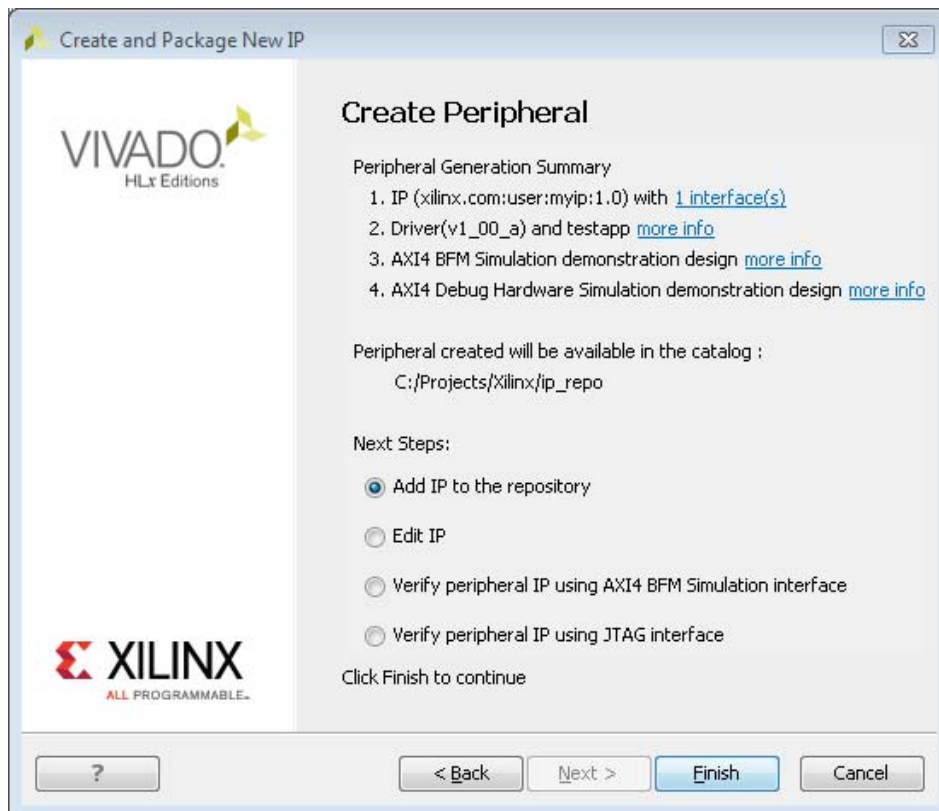 Create and Package New IP
VIVADO.
HLx Editions
Create Peripheral
Peripheral Generation Summary
1. IP (xilinx.com:user:myip:1.0) with 1 interface(s)
2. Driver(v1_00_a) and testapp more info
3. AXI4 BFM Simulation demonstration design more info
4. AXI4 Debug Hardware Simulation demonstration design more info
Peripheral created will be available in the catalog :
C:/Projects/Xilinx/ip_repo
Next Steps:
Add IP to the repository
Edit IP
Verify peripheral IP using AXI4 BFM Simulation interface
Verify peripheral IP using JTAG interface
Click Finish to continue
XILINX
ALL PROGRAMMABLE™
?
< Back
Next >
Finish
Cancel